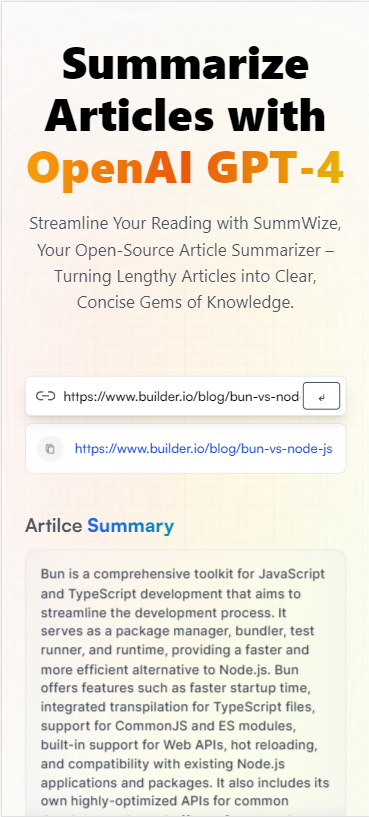 Summarize
Articles with
OpenAI GPT-4
Streamline Your Reading with SummWize,
Your Open-Source Article Summarizer –
Turning Lengthy Articles into Clear,
Concise Gems of Knowledge.
https://www.builder.io/blog/bun-vs-nod
https://www.builder.io/blog/bun-vs-node-js
Artilce Summary
Bun is a comprehensive toolkit for JavaScript
and TypeScript development that aims to
streamline the development process. It
serves as a package manager, bundler, test
runner, and runtime, providing a faster and
more efficient alternative to Node.js. Bun
offers features such as faster startup time,
integrated transpilation for TypeScript files,
support for CommonJS and ES modules,
built-in support for Web APIs, hot reloading,
and compatibility with existing Node.js
applications and packages. It also includes its
own highly-optimized APIs for common